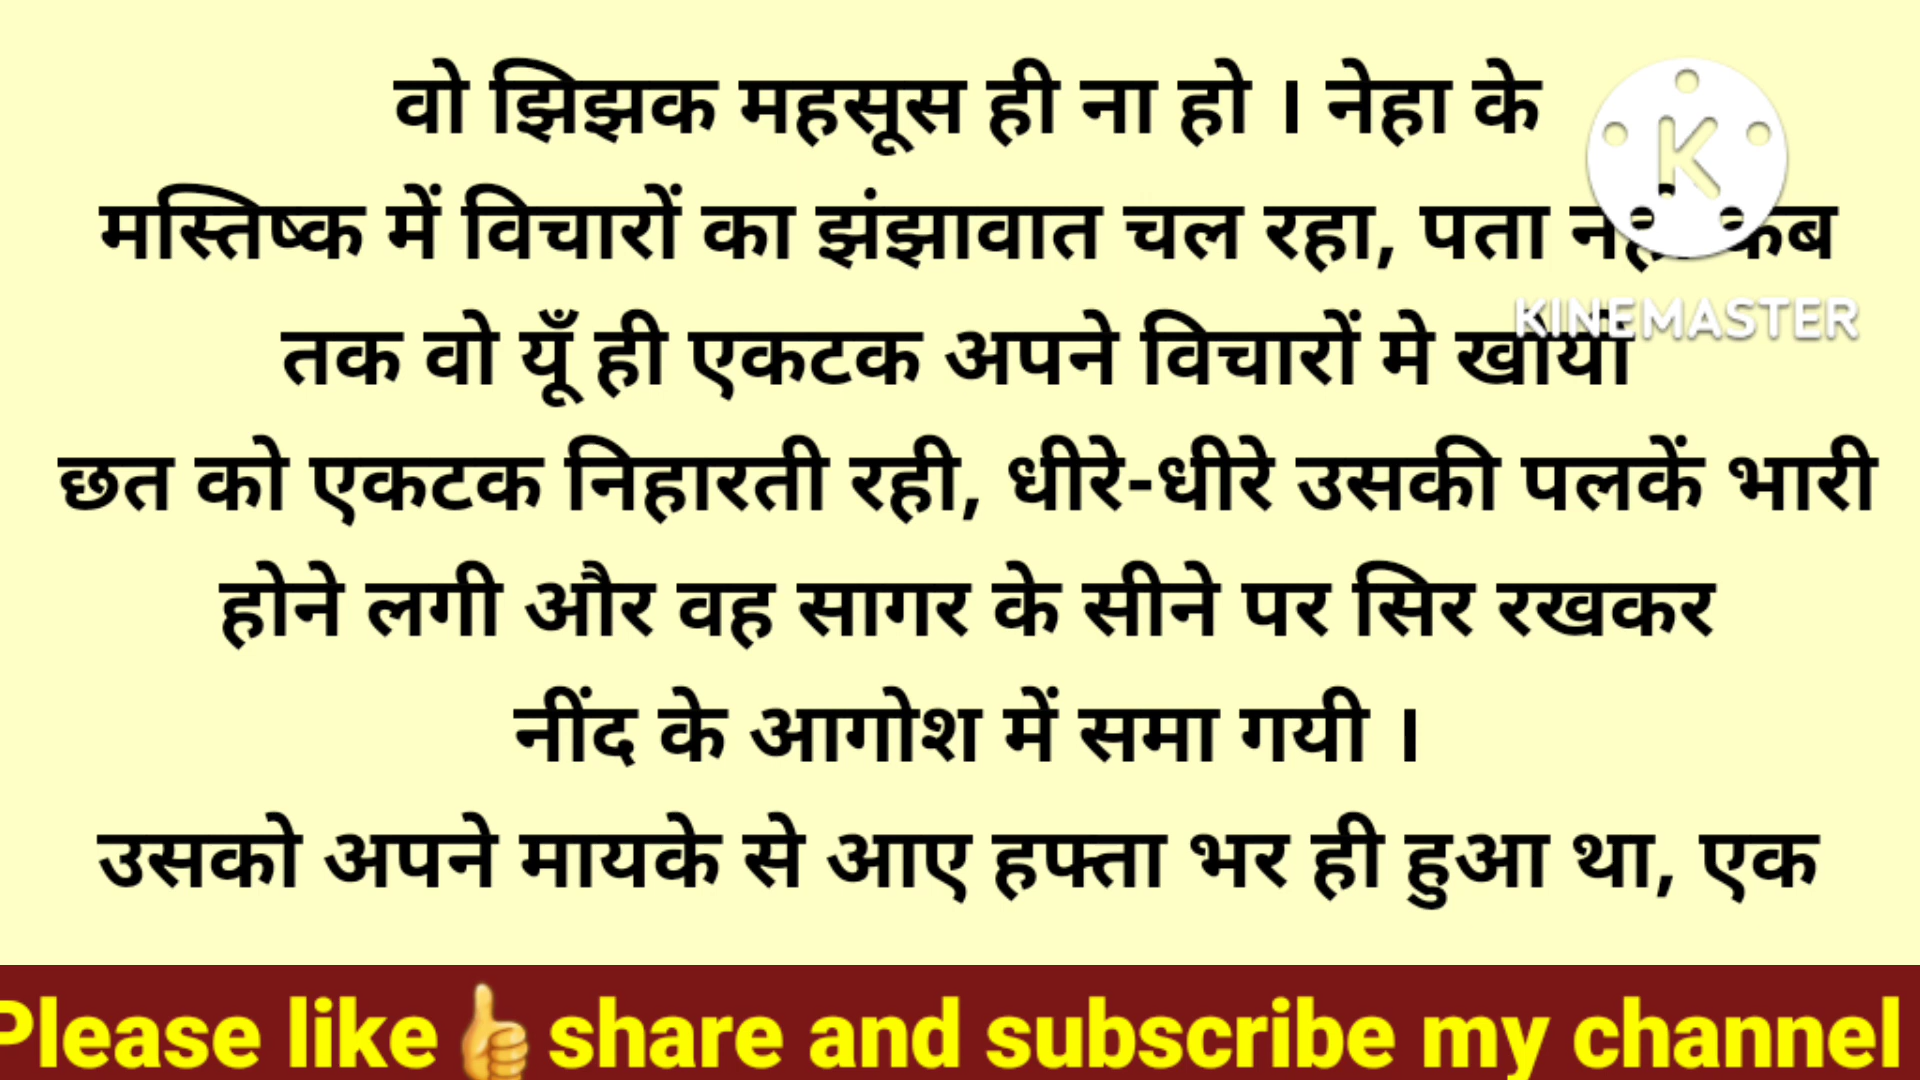 वो झिझक महसूस ही ना हो । नेहा के
मस्तिष्क में विचारों का झंझावात चल रहा, पता नहीं कब
तक वो यूँ ही एकटक अपने विचारों मे खोयी
छत को एकटक निहारती रही, धीरे-धीरे उसकी पलकें भारी
होने लगी और वह सागर के सीने पर सिर रखकर
नींद के आगोश में समा गयी ।
उसको अपने मायके से आए हफ्ता भर ही हुआ था, एक
K
KINEMASTER
Please like 👍 share and subscribe my channel